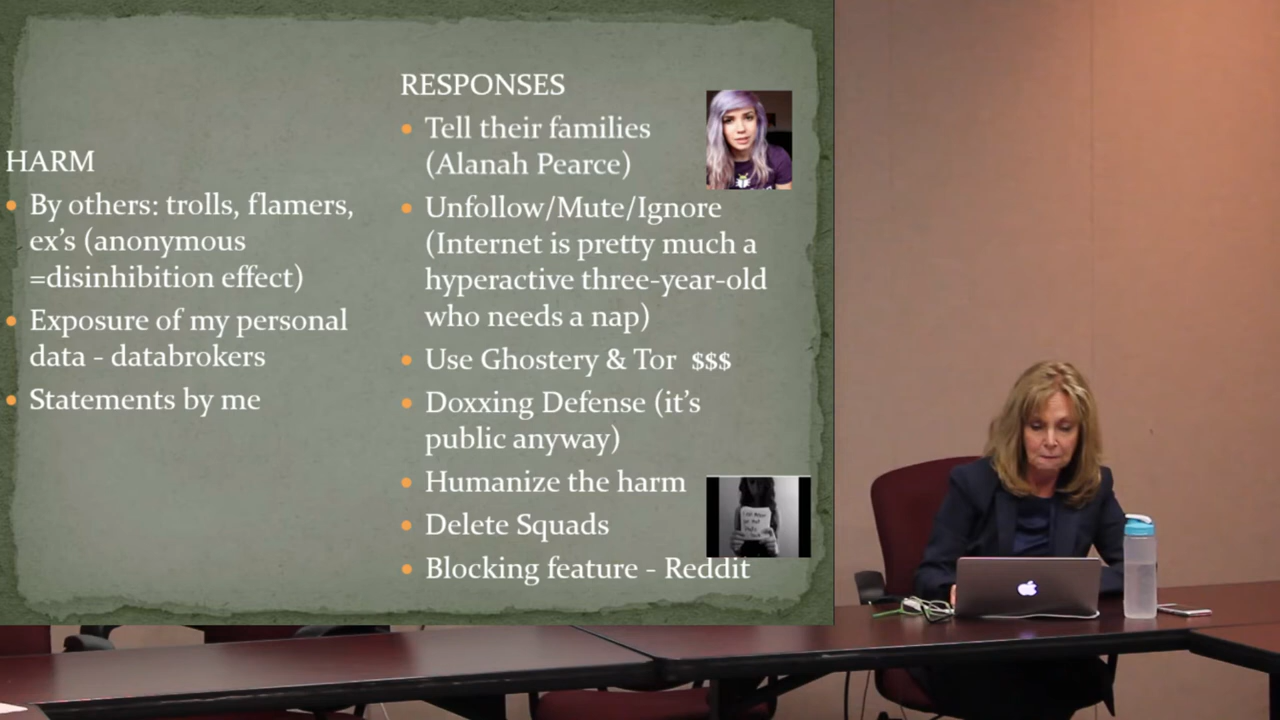 HARM
By others: trolls, flamers,
ex's (anonymous
=disinhibition effect)
Exposure of my personal
data - databrokers
Statements by me
RESPONSES
Tell their families
(Alanah Pearce)
Unfollow/Mute/Ignore
(Internet is pretty much a
hyperactive three-year-old
who needs a nap)
Use Ghostery & Tor $$$
Doxxing Defense (it's
public anyway)
Humanize the harm
Delete Squads
Blocking feature - Reddit